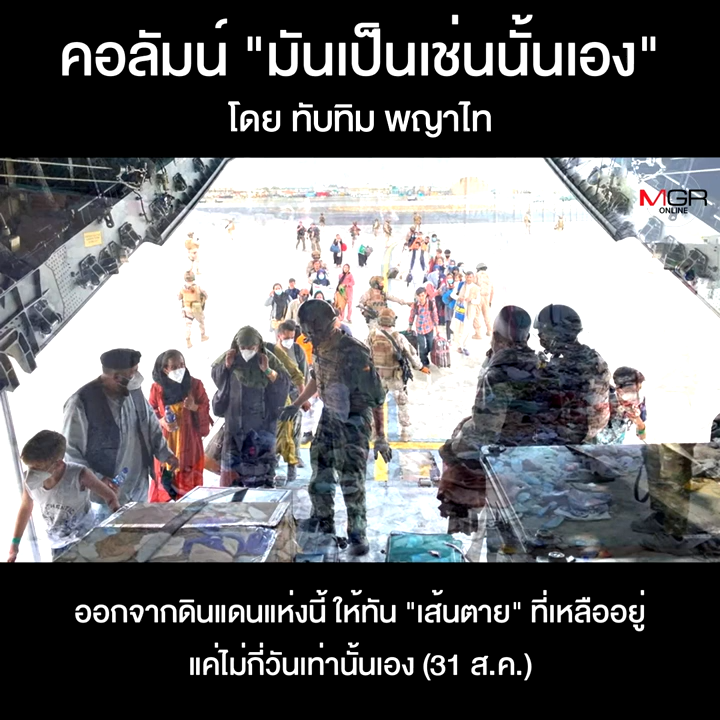 คอลัมน์ "มันเป็นเช่นนั้นเอง"
โดย ทับทิม พญาไท
MGR
ONLINE
ออกจากดินแดนแห่งนี้ ให้ทัน "เส้นตาย" ที่เหลืออยู่
แค่ไม่กี่วันเท่านั้นเอง (31 ส.ค.)